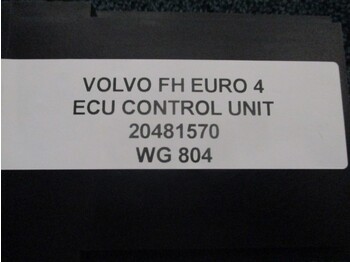 VOLVO FH EURO 4
ECU CONTROL UNIT
20481570
WG 804